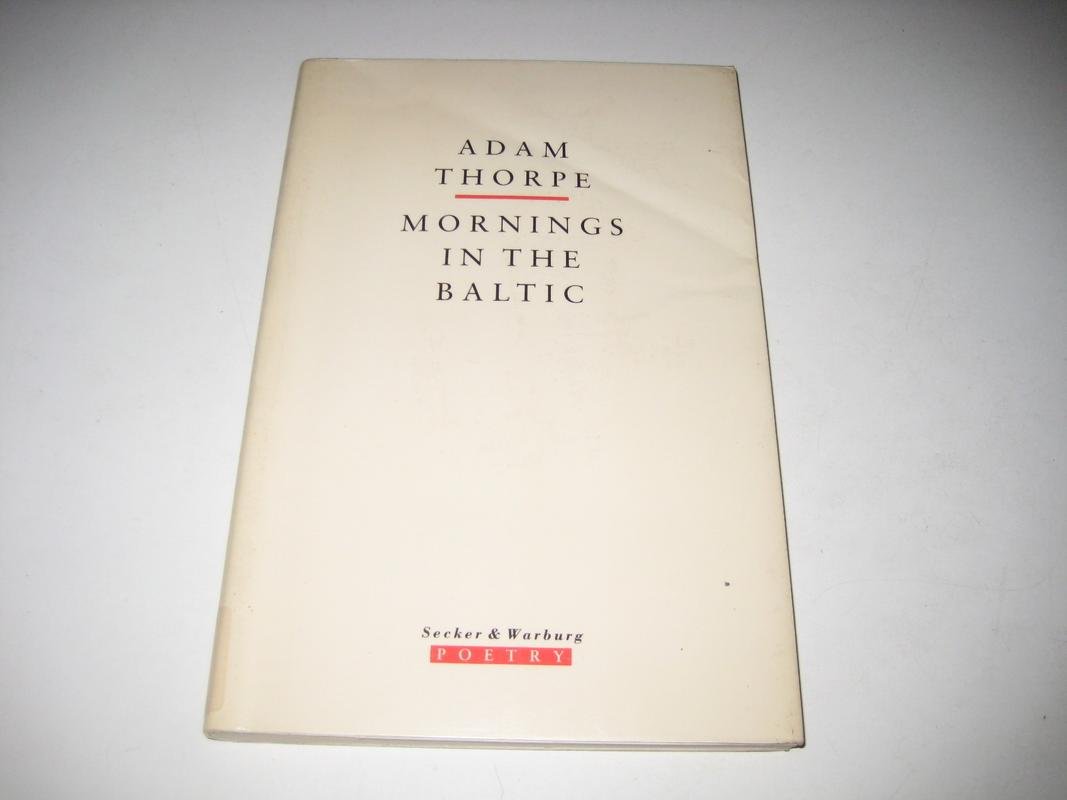 ADAM
THORPE
MORNINGS
IN THE
BALTIC
Secker & Warburg
POETRY